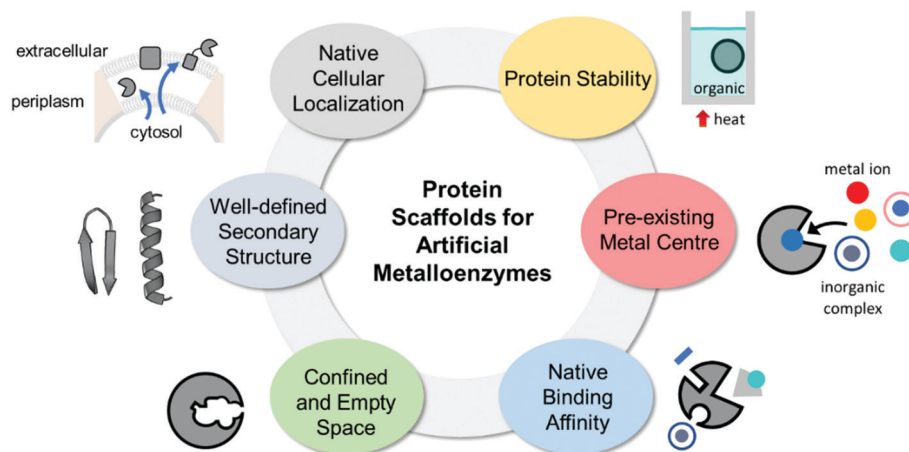 extracellular
periplasm
cytosol
Native
Cellular
Localization
Protein Stability
organic
heat
Well-defined
Secondary
Structure
Protein
Scaffolds for
Artificial
Metalloenzymes
Pre-existing
Metal Centre
metal ion
inorganic
complex
Confined
and Empty
Space
Native
Binding
Affinity